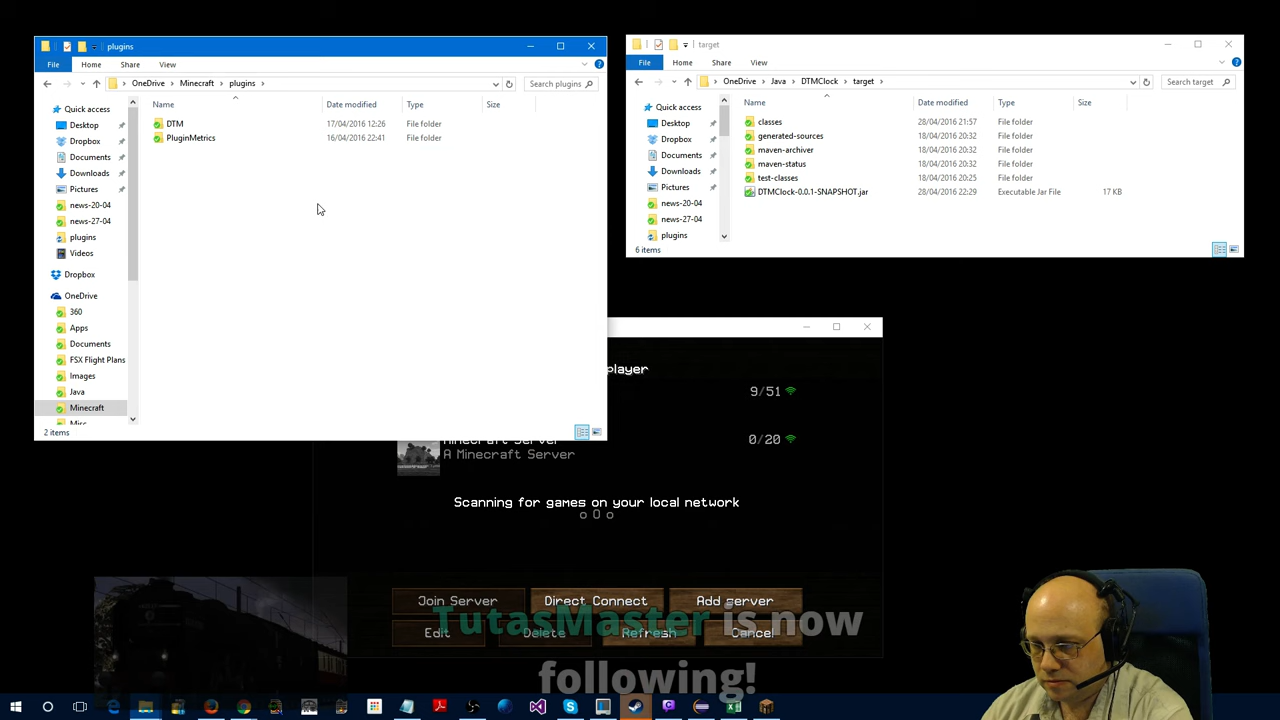 plugins
File Home Share View
OneDrive Minecraft plugins
Search plugins
Name Date modified Type Size
DTM 17/04/2016 12:26 File folder
PluginMetrics 16/04/2016 22:41 File folder
Quick access
Desktop
Dropbox
Documents
Downloads
Pictures
news-20-04
news-27-04
plugins
Videos
Dropbox
OneDrive
360
Apps
Documents
FSX Flight Plans
Images
Java
Minecraft
Misc
2 items
target
File Home Share View
OneDrive Java DTMClock target
Search target
Name Date modified Type Size
classes 28/04/2016 21:57 File folder
generated-sources 18/04/2016 20:32 File folder
maven-archiver 18/04/2016 20:32 File folder
maven-status 18/04/2016 20:32 File folder
test-classes 18/04/2016 20:25 File folder
DTMClock-0.0.1-SNAPSHOT.jar 28/04/2016 22:29 Executable Jar File 17 KB
Quick access
Desktop
Dropbox
Documents
Downloads
Pictures
news-20-04
news-27-04
plugins
6 items
player
9/51
Minecraft Server 0/20
A Minecraft Server
Scanning for games on your local network
o O o
Join Server Direct Connect Add server
Edit Delete Refresh Cancel
TutasMaster is now
following!